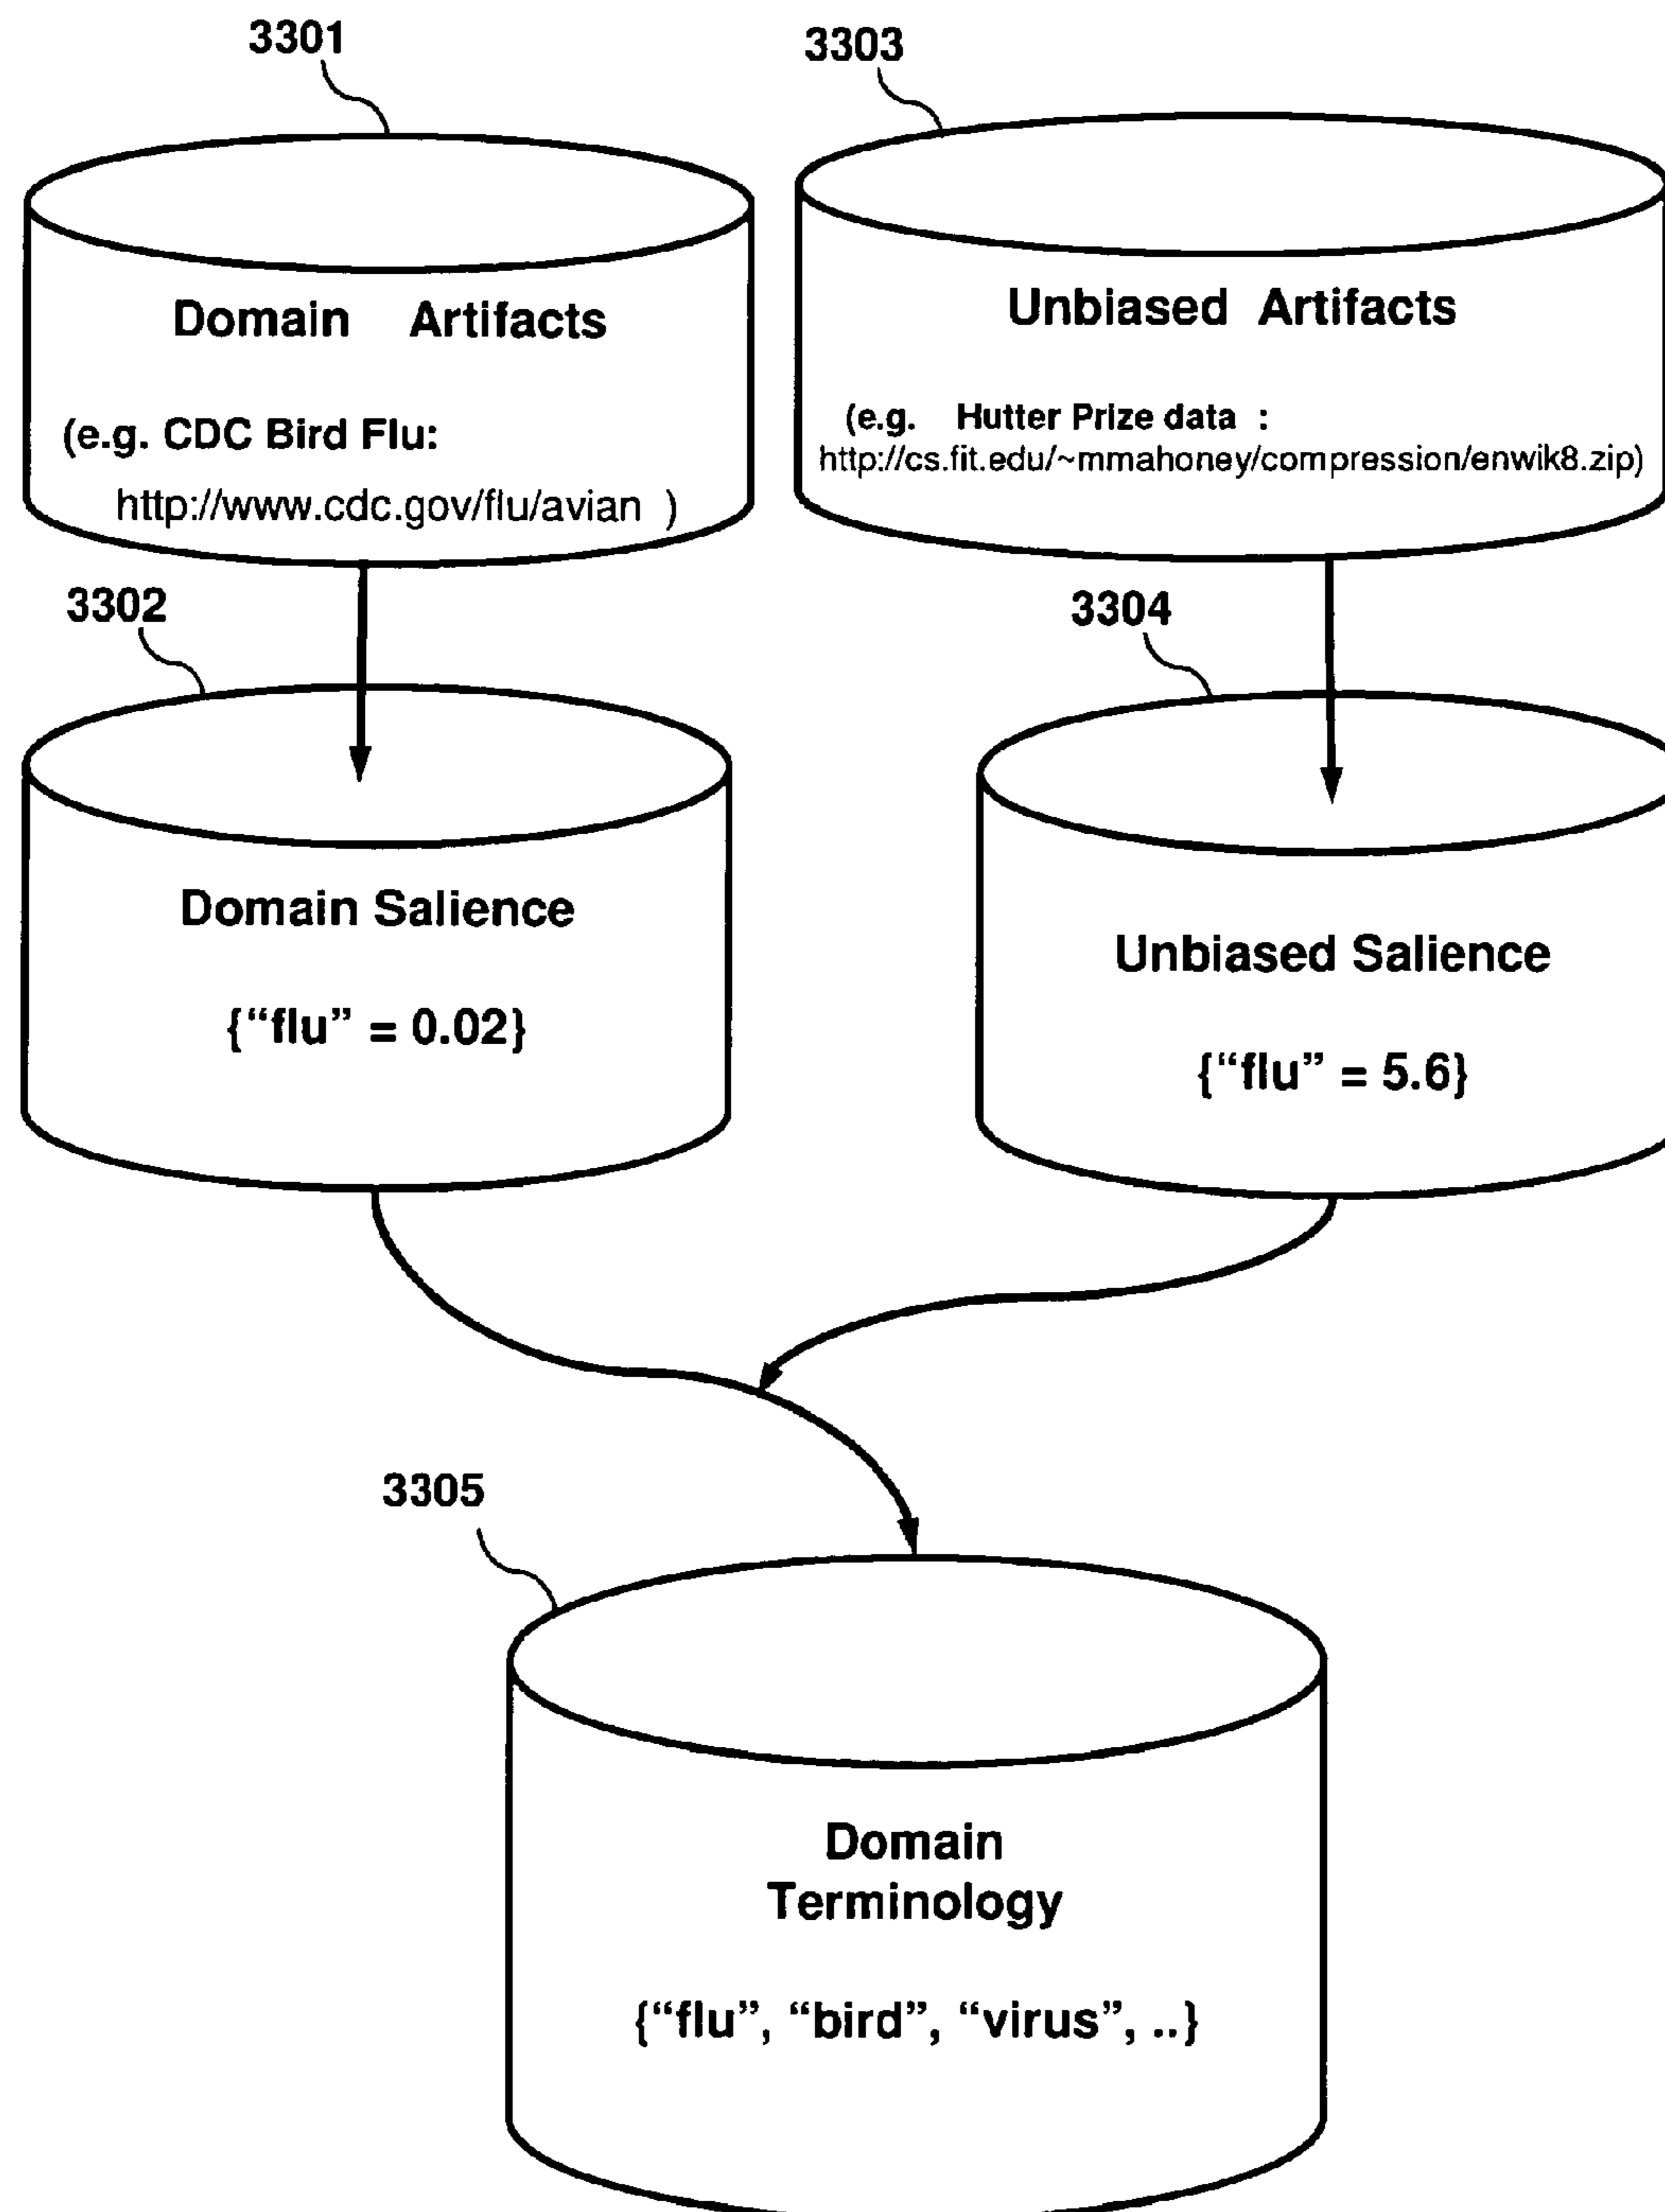 3301
3303
Domain Artifacts
(e.g. CDC Bird Flu:
http://www.cdc.gov/flu/avian )
Unbiased Artifacts
(e.g. Hutter Prize data :
http://cs.fit.edu/~mmahoney/compression/enwik8.zip)
3302
3304
Domain Salience
{“flu” = 0.02}
Unbiased Salience
{“flu” = 5.6}
3305
Domain
Terminology
{“flu”, “bird”, “virus”, ..}